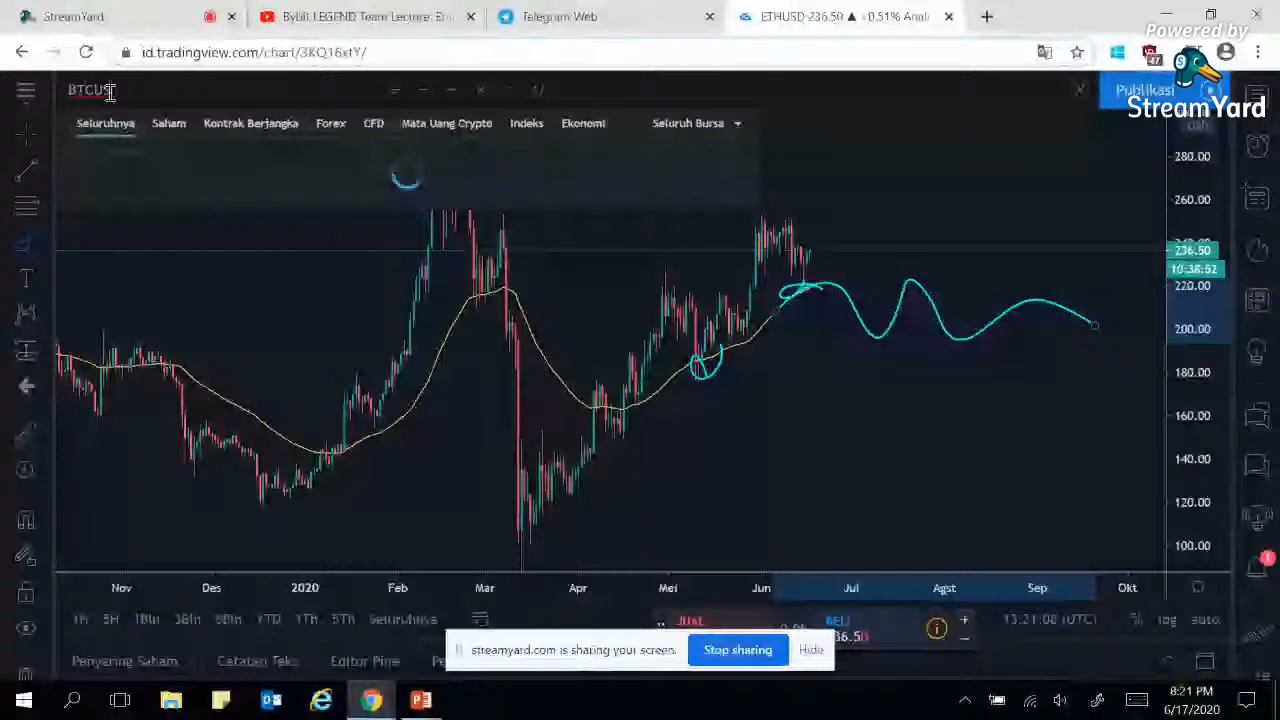 StreamYard
Bybit LEGEND Team Lecture: Em
Telegram Web
ETHUSD 236.50 ▲ +0.51% Anali
Powered by
StreamYard
id.tradingview.com/chart/3KQ16xtY/
47
BTCUS
Publikasi
Seluruhnya
Saham
Kontrak Berjangka
Forex
CFD
Mata Uang Crypto
Indeks
Ekonomi
Seluruh Bursa
280.00
260.00
240.00
236.50
10:38:52
220.00
200.00
180.00
160.00
140.00
120.00
100.00
Nov
Des
2020
Feb
Mar
Apr
Mei
Jun
Jul
Agst
Sep
Okt
1H
5H
1Bln
3Bln
6Bln
YTD
1Th
5Th
Seluruhnya
JUAL
BELI
13:21:08 (UTC)
%
log
auto
Penyaring Saham
Catatan Teks
Editor Pine
streamyard.com is sharing your screen.
Stop sharing
Hide
8:21 PM
6/17/2020